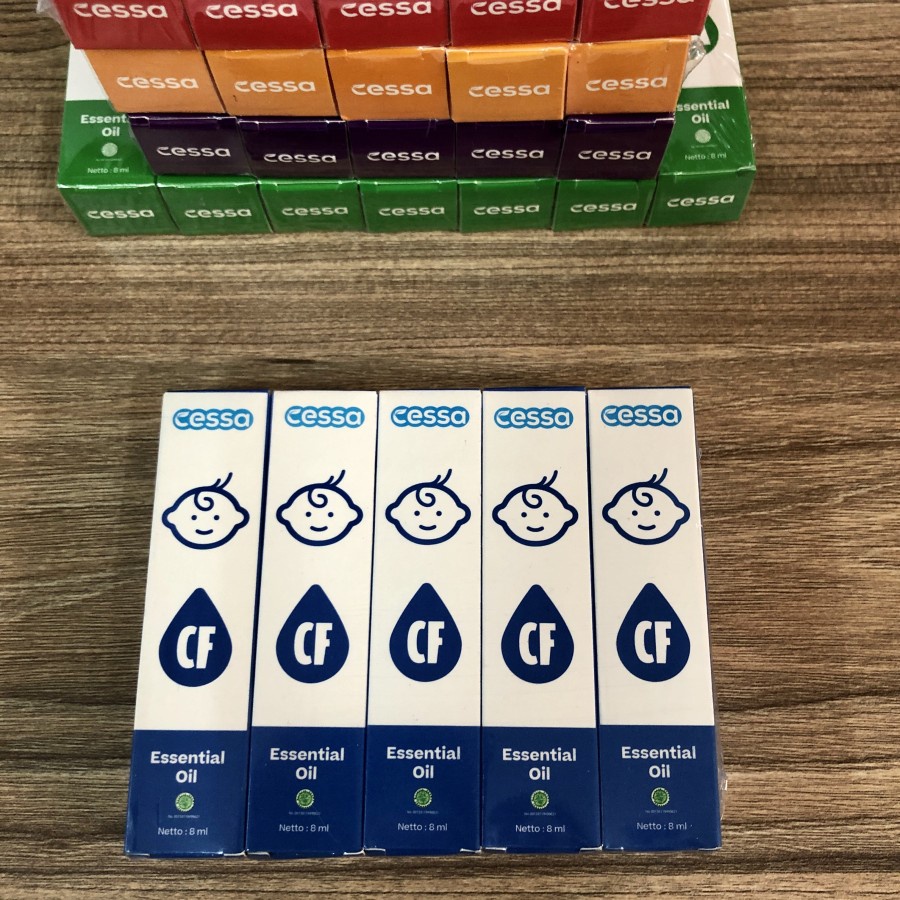 cessa cessa cessa cessa cessa
cessa cessa cessa cessa cessa
cessa cessa cessa cessa cessa
Essential
Oil
Netto : 8 ml
Essential
Oil
Netto : 8 ml
cessa cessa cessa cessa cessa cessa cessa
cessa cessa cessa cessa cessa
CF CF CF CF CF
Essential Essential Essential Essential Essential
Oil Oil Oil Oil Oil
Netto : 8 ml Netto : 8 ml Netto : 8 ml Netto : 8 ml Netto : 8 ml